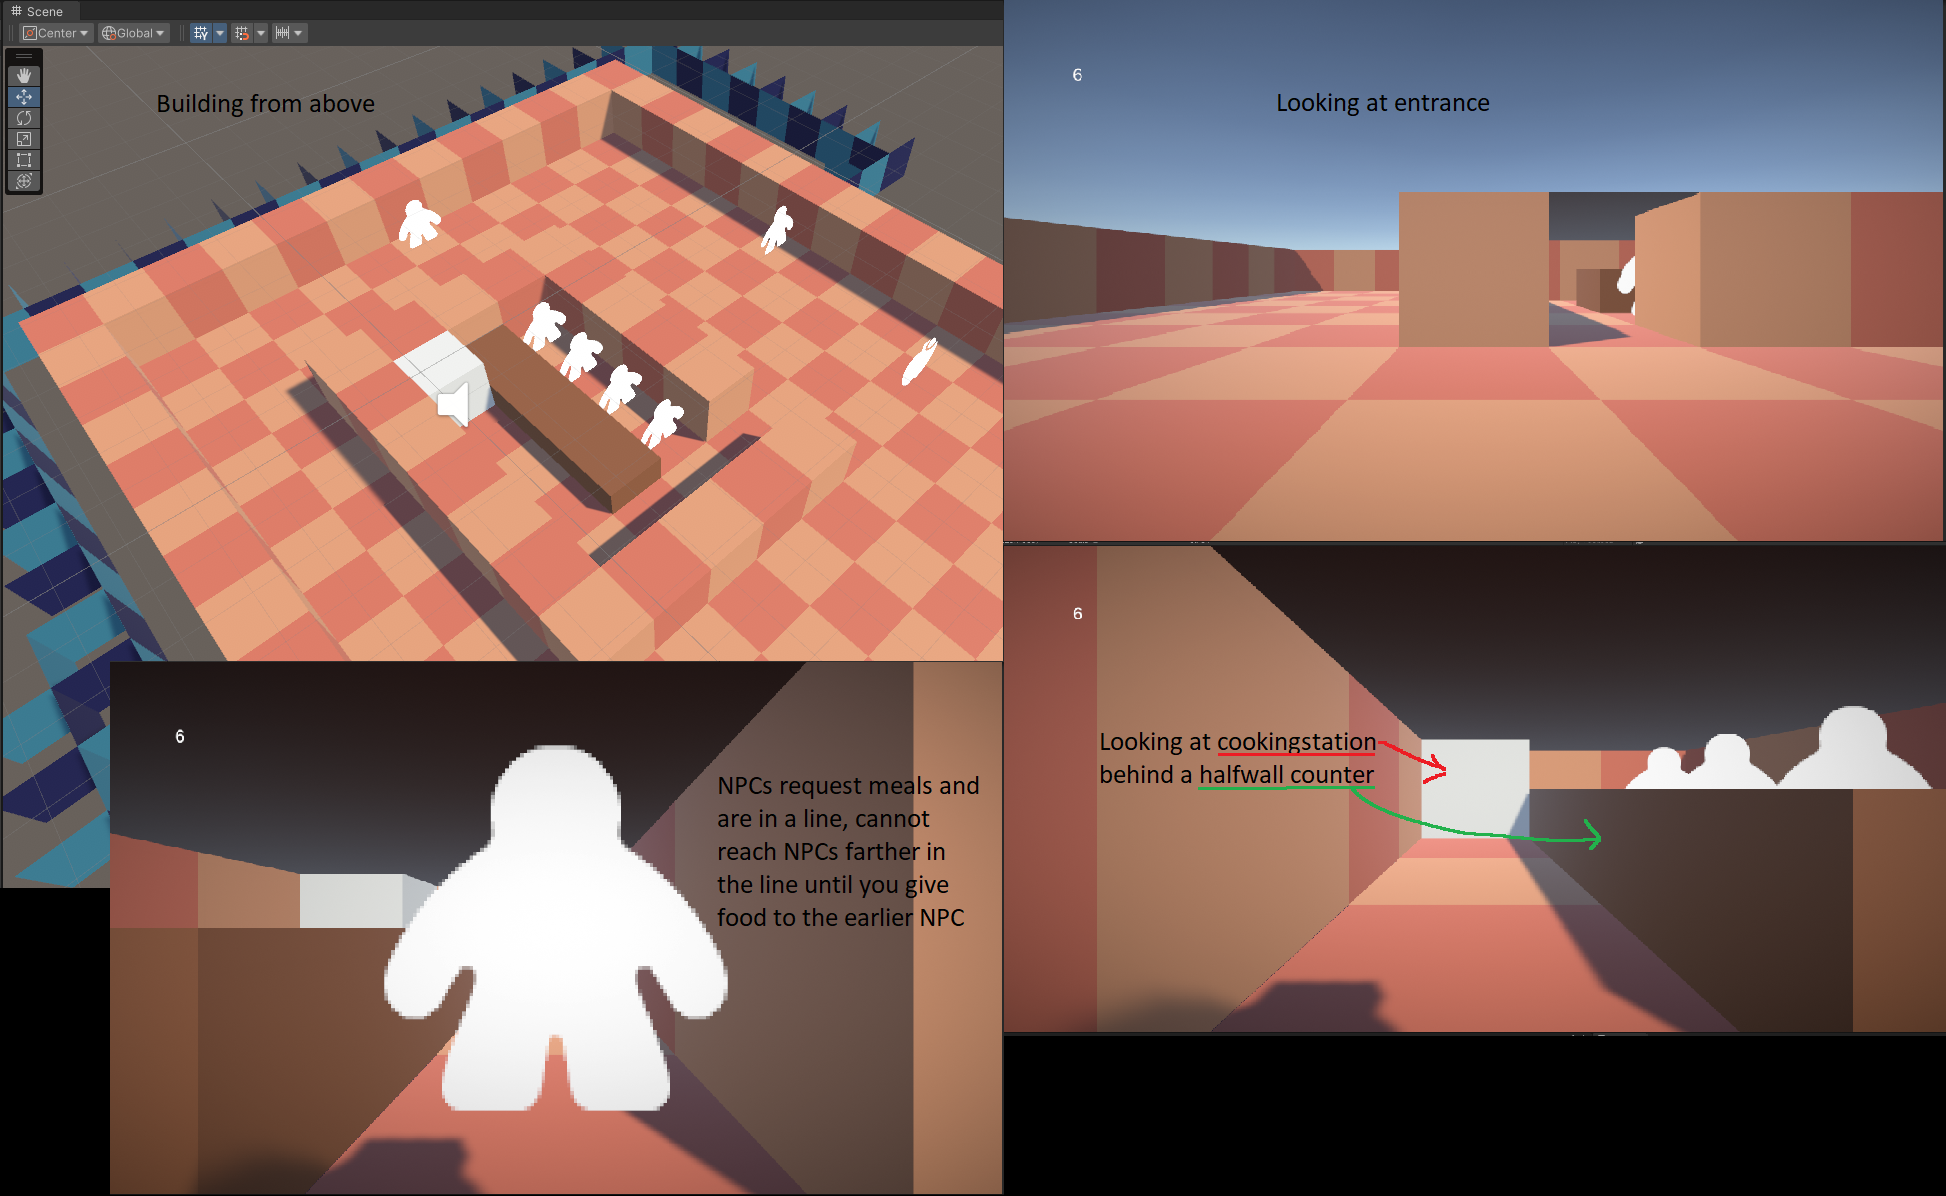 Scene
Center
Global
Building from above
6
Looking at entrance
6
Looking at cookingstation
behind a halfwall counter
6
NPCs request meals and
are in a line, cannot
reach NPCs farther in
the line until you give
food to the earlier NPC